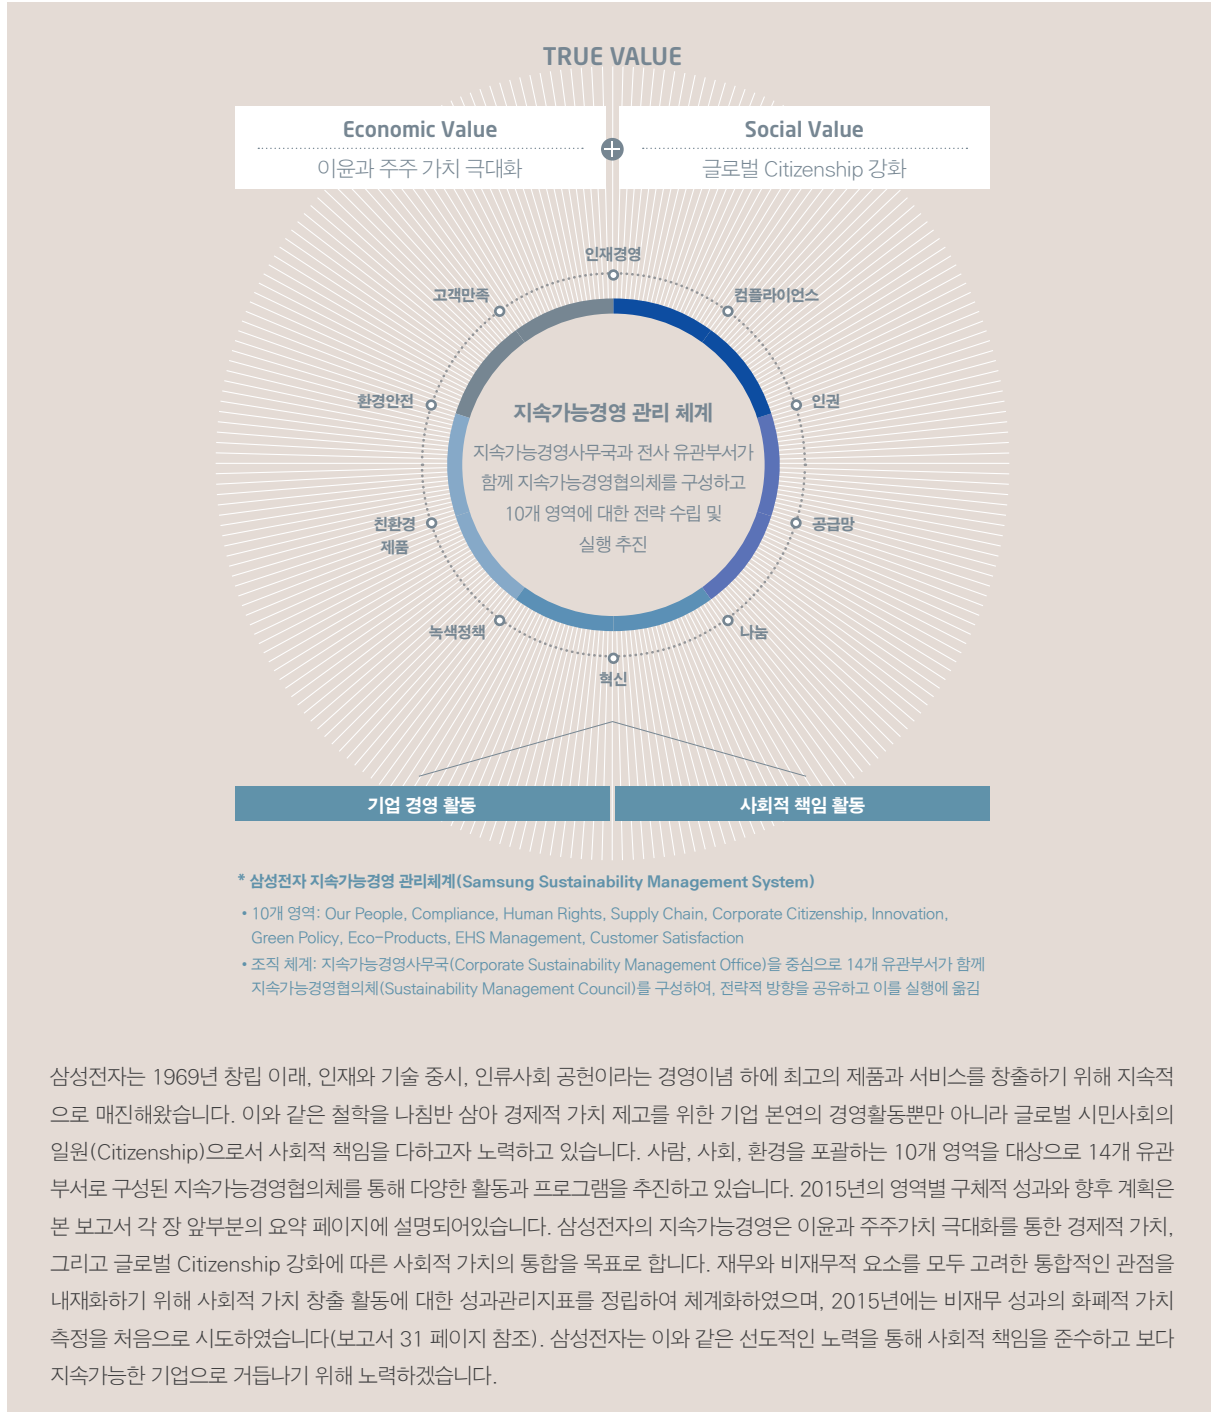 TRUE VALUE
Economic Value
이윤과 주주 가치 극대화
Social Value
글로벌 Citizenship 강화
인재경영
고객만족
컴플라이언스
환경안전
인권
지속가능경영 관리 체계
지속가능경영사무국과 전사 유관부서가
함께 지속가능경영협의체를 구성하고
10개 영역에 대한 전략 수립 및
실행 추진
친환경
제품
공급망
녹색정책
나눔
혁신
기업 경영 활동
사회적 책임 활동
* 삼성전자 지속가능경영 관리체계(Samsung Sustainability Management System)
• 10개 영역: Our People, Compliance, Human Rights, Supply Chain, Corporate Citizenship, Innovation,
Green Policy, Eco-Products, EHS Management, Customer Satisfaction
• 조직 체계: 지속가능경영사무국(Corporate Sustainability Management Office)을 중심으로 14개 유관부서가 함께
지속가능경영협의체(Sustainability Management Council)를 구성하여, 전략적 방향을 공유하고 이를 실행에 옮김
삼성전자는 1969년 창립 이래, 인재와 기술 중시, 인류사회 공헌이라는 경영이념 하에 최고의 제품과 서비스를 창출하기 위해 지속적
으로 매진해왔습니다. 이와 같은 철학을 나침반 삼아 경제적 가치 제고를 위한 기업 본연의 경영활동뿐만 아니라 글로벌 시민사회의
일원(Citizenship)으로서 사회적 책임을 다하고자 노력하고 있습니다. 사람, 사회, 환경을 포괄하는 10개 영역을 대상으로 14개 유관
부서로 구성된 지속가능경영협의체를 통해 다양한 활동과 프로그램을 추진하고 있습니다. 2015년의 영역별 구체적 성과와 향후 계획은
본 보고서 각 장 앞부분의 요약 페이지에 설명되어있습니다. 삼성전자의 지속가능경영은 이윤과 주주가치 극대화를 통한 경제적 가치,
그리고 글로벌 Citizenship 강화에 따른 사회적 가치의 통합을 목표로 합니다. 재무와 비재무적 요소를 모두 고려한 통합적인 관점을
내재화하기 위해 사회적 가치 창출 활동에 대한 성과관리지표를 정립하여 체계화하였으며, 2015년에는 비재무 성과의 화폐적 가치
측정을 처음으로 시도하였습니다(보고서 31 페이지 참조). 삼성전자는 이와 같은 선도적인 노력을 통해 사회적 책임을 준수하고 보다
지속가능한 기업으로 거듭나기 위해 노력하겠습니다.